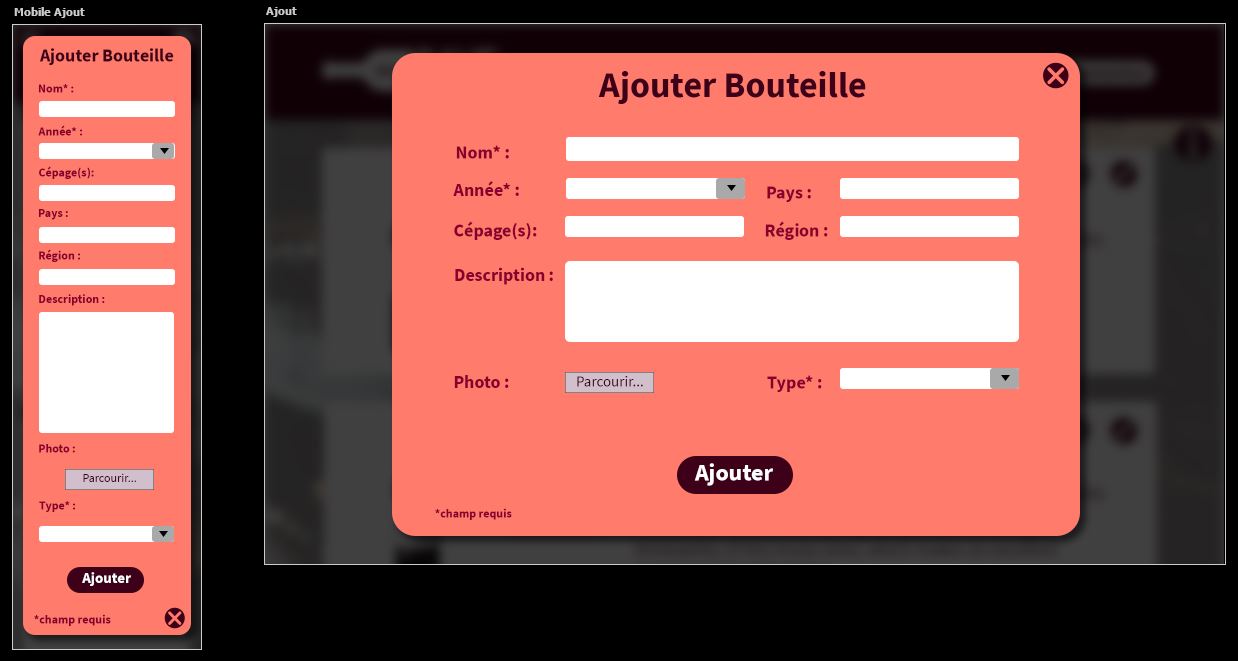 Mobile Ajout
Ajouter Bouteille
Nom* :
Année* :
Cépage(s):
Pays :
Région :
Description :
Photo :
Parcourir...
Type* :
Ajouter
*champ requis
Ajout
Ajouter Bouteille
Nom* :
Année* :
Pays :
Cépage(s):
Région :
Description :
Photo :
Parcourir...
Type* :
Ajouter
*champ requis